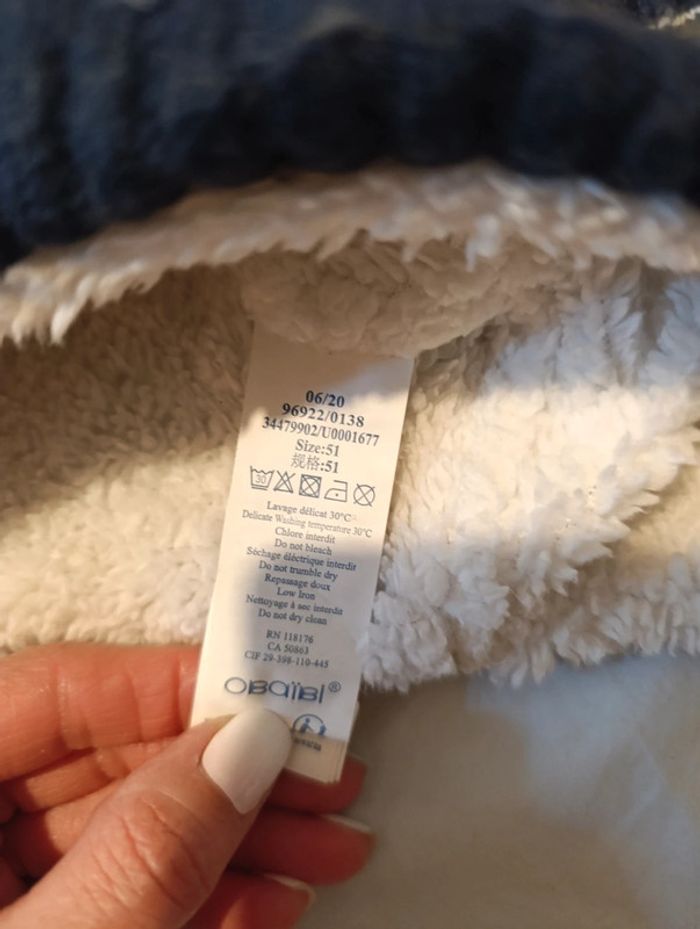 06/20
96922/0138
34479902/U0001677
Size:51
规格:51
30
Lavage délicat 30°C
Delicate Washing temperature 30°C
Chlore interdit
Do not bleach
Séchage éléctrique interdit
Do not trumble dry
Repassage doux
Low Iron
Nettoyage à sec interdit
Do not dry clean
RN 118176
CA 50863
CIF 29-398-110-445
OBaïBI®